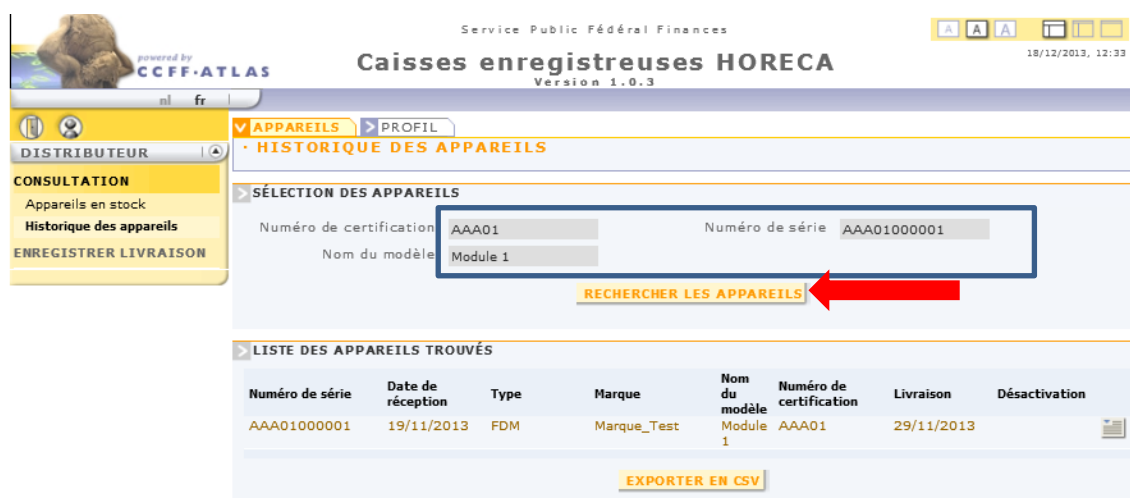 Service Public Fédéral Finances
A A A
powered by
CCFF-ATLAS
Caisses enregistreuses HORECA
18/12/2013, 12:33
Version 1.0.3
nl fr
APPAREILS PROFIL
DISTRIBUTEUR
· HISTORIQUE DES APPAREILS
CONSULTATION
Appareils en stock
Historique des appareils
ENREGISTRER LIVRAISON
SÉLECTION DES APPAREILS
Numéro de certification AAA01 Numéro de série AAA01000001
Nom du modèle Module 1
RECHERCHER LES APPAREILS
LISTE DES APPAREILS TROUVÉS
Numéro de série Date de réception Type Marque Nom du modèle Numéro de certification Livraison Désactivation
AAA01000001 19/11/2013 FDM Marque_Test Module 1 AAA01 29/11/2013
EXPORTER EN CSV